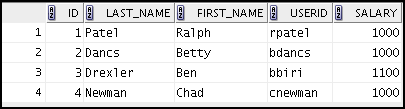 ID LAST_NAME FIRST_NAME USERID SALARY
1 1 Patel Ralph rpatel 1000
2 2 Dancs Betty bdancs 1000
3 3 Drexler Ben bbiri 1100
4 4 Newman Chad cnewman 1000